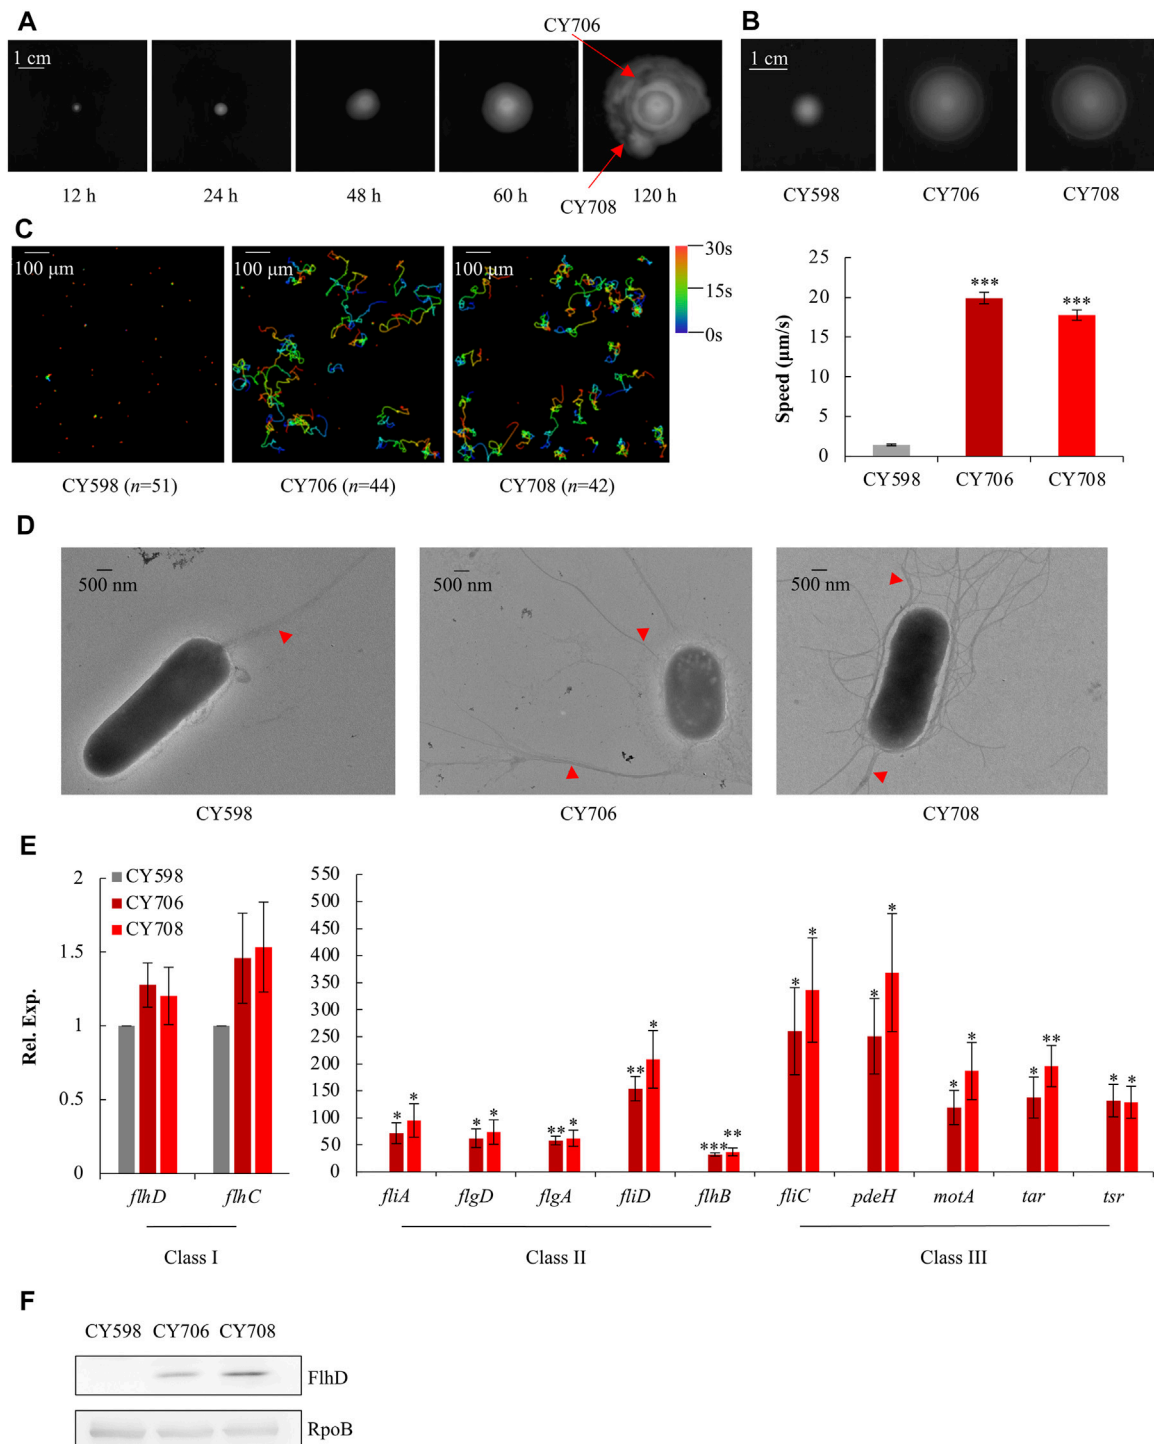 A
CY706
1 cm
12 h
24 h
48 h
60 h
CY708
120 h
B
1 cm
CY598
CY706
CY708
C
100 μm
100 μm
100 μm
30s
15s
0s
CY598 (n=51)
CY706 (n=44)
CY708 (n=42)
Speed (μm/s)
25
20
15
10
5
0
***
***
CY598
CY706
CY708
D
500 nm
500 nm
500 nm
CY598
CY706
CY708
E
Rel. Exp.
2
1.5
1
0.5
0
CY598
CY706
CY708
flhD
flhC
Class I
550
500
450
400
350
300
250
200
150
100
50
0
* *
* *
** *
** *
*** **
* *
* *
* *
* **
* *
fliA
flgD
flgA
fliD
flhB
fliC
pdeH
motA
tar
tsr
Class II
Class III
F
CY598 CY706 CY708
FlhD
RpoB